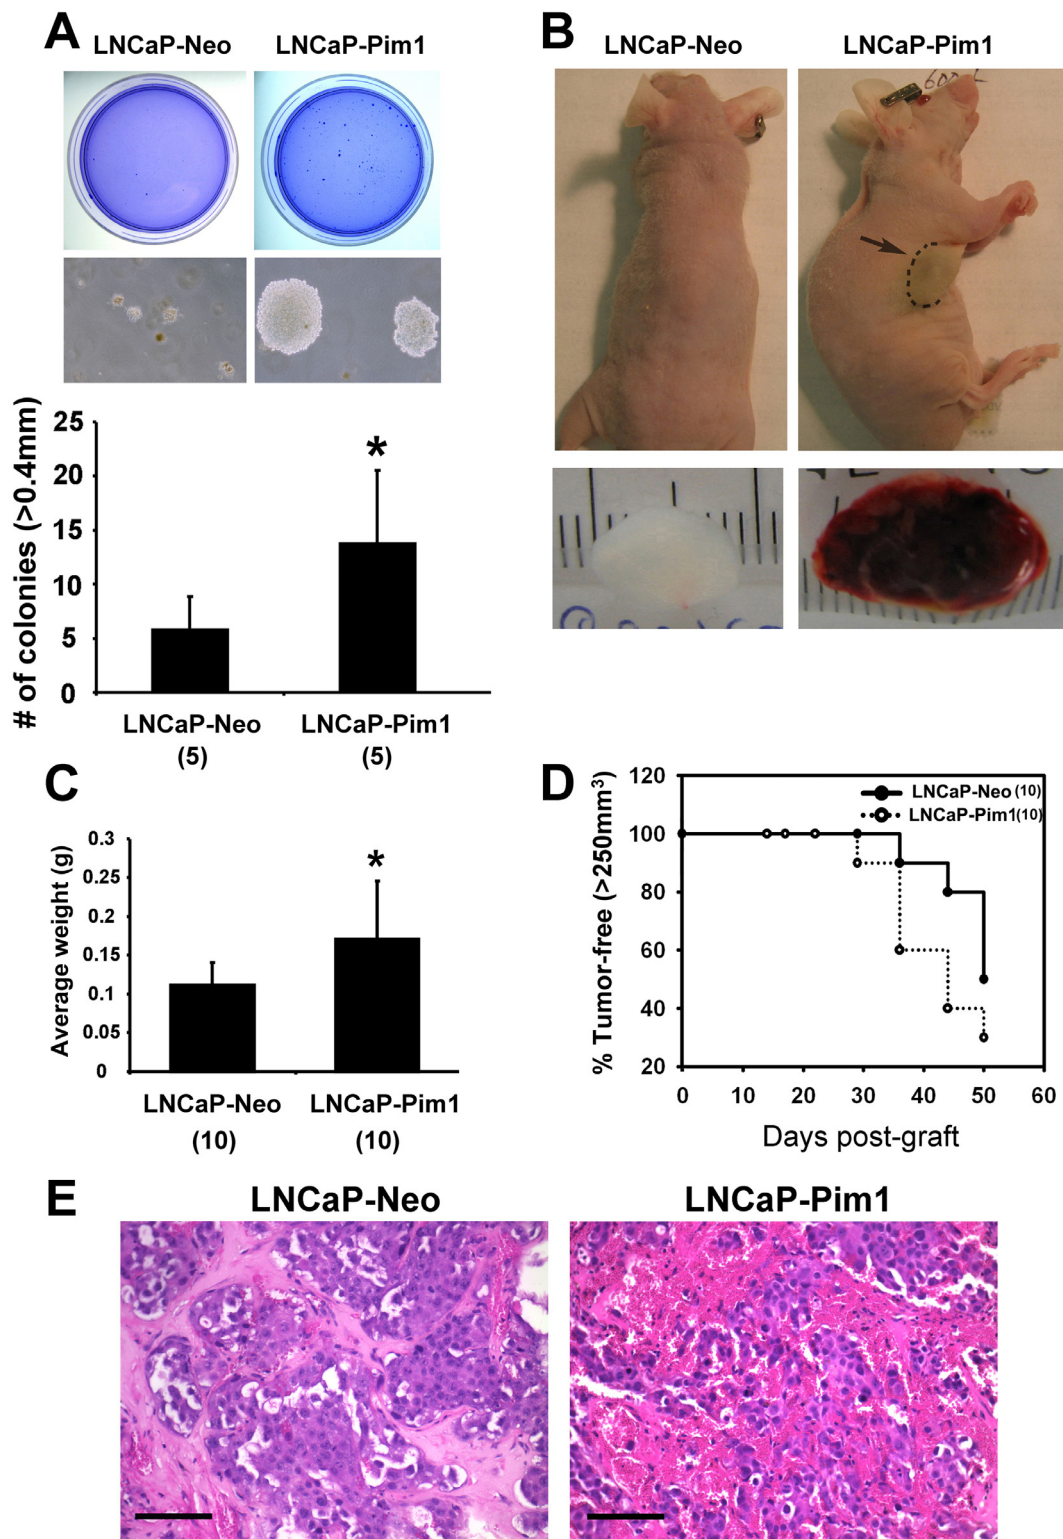 A
LNCaP-Neo
LNCaP-Pim1
# of colonies (>0.4mm)
25
20
15
10
5
0
*
LNCaP-Neo
(5)
LNCaP-Pim1
(5)
B
LNCaP-Neo
LNCaP-Pim1
C
Average weight (g)
0.3
0.25
0.2
0.15
0.1
0.05
0
*
LNCaP-Neo
(10)
LNCaP-Pim1
(10)
D
% Tumor-free (>250mm³)
120
100
80
60
40
20
LNCaP-Neo (10)
LNCaP-Pim1(10)
0 10 20 30 40 50 60
Days post-graft
E
LNCaP-Neo
LNCaP-Pim1